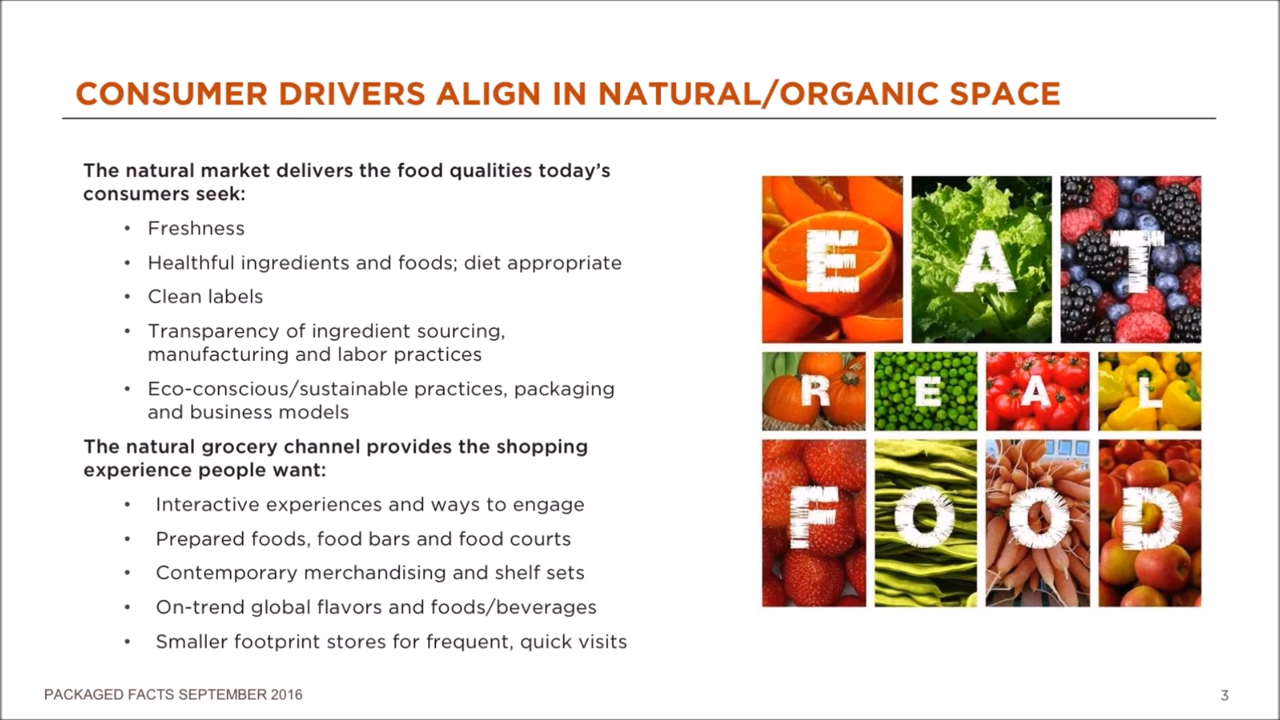 CONSUMER DRIVERS ALIGN IN NATURAL/ORGANIC SPACE
The natural market delivers the food qualities today’s
consumers seek:
• Freshness
• Healthful ingredients and foods; diet appropriate
• Clean labels
• Transparency of ingredient sourcing,
manufacturing and labor practices
• Eco-conscious/sustainable practices, packaging
and business models
The natural grocery channel provides the shopping
experience people want:
• Interactive experiences and ways to engage
• Prepared foods, food bars and food courts
• Contemporary merchandising and shelf sets
• On-trend global flavors and foods/beverages
• Smaller footprint stores for frequent, quick visits
EAT
REAL
FOOD
PACKAGED FACTS SEPTEMBER 2016
3